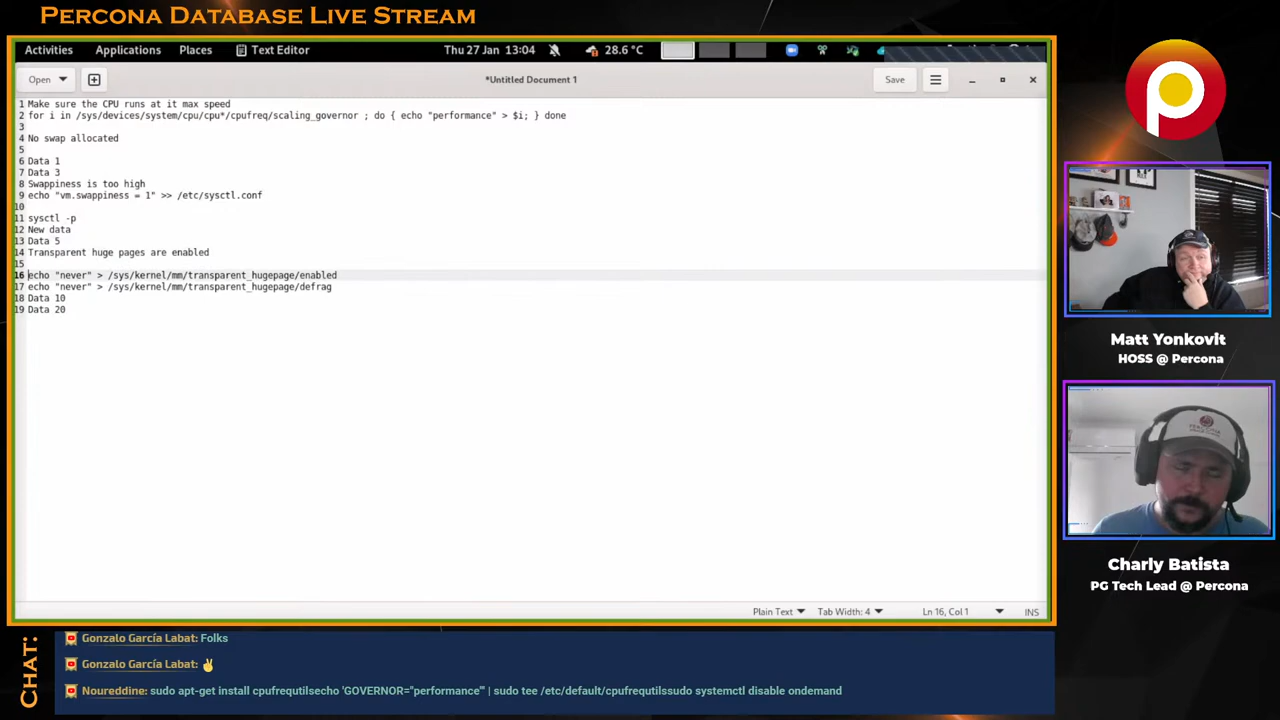 PERCONA DATABASE LIVE STREAM
Activities Applications Places Text Editor Thu 27 Jan 13:04 28.6 °C
Open *Untitled Document 1 Save
1 Make sure the CPU runs at it max speed
2 for i in /sys/devices/system/cpu/cpu*/cpufreq/scaling_governor ; do { echo "performance" > $i; } done
3
4 No swap allocated
5
6 Data 1
7 Data 3
8 Swappiness is too high
9 echo "vm.swappiness = 1" >> /etc/sysctl.conf
10
11 sysctl -p
12 New data
13 Data 5
14 Transparent huge pages are enabled
15
16 echo "never" > /sys/kernel/mm/transparent_hugepage/enabled
17 echo "never" > /sys/kernel/mm/transparent_hugepage/defrag
18 Data 10
19 Data 20
Plain Text Tab Width: 4 Ln 16, Col 1 INS
Matt Yonkovit
HOSS @ Percona
Charly Batista
PG Tech Lead @ Percona
CHAT:
Gonzalo García Labat: Folks
Gonzalo García Labat: ✌
Noureddine: sudo apt-get install cpufrequtilsecho 'GOVERNOR="performance"' | sudo tee /etc/default/cpufrequtilssudo systemctl disable ondemand